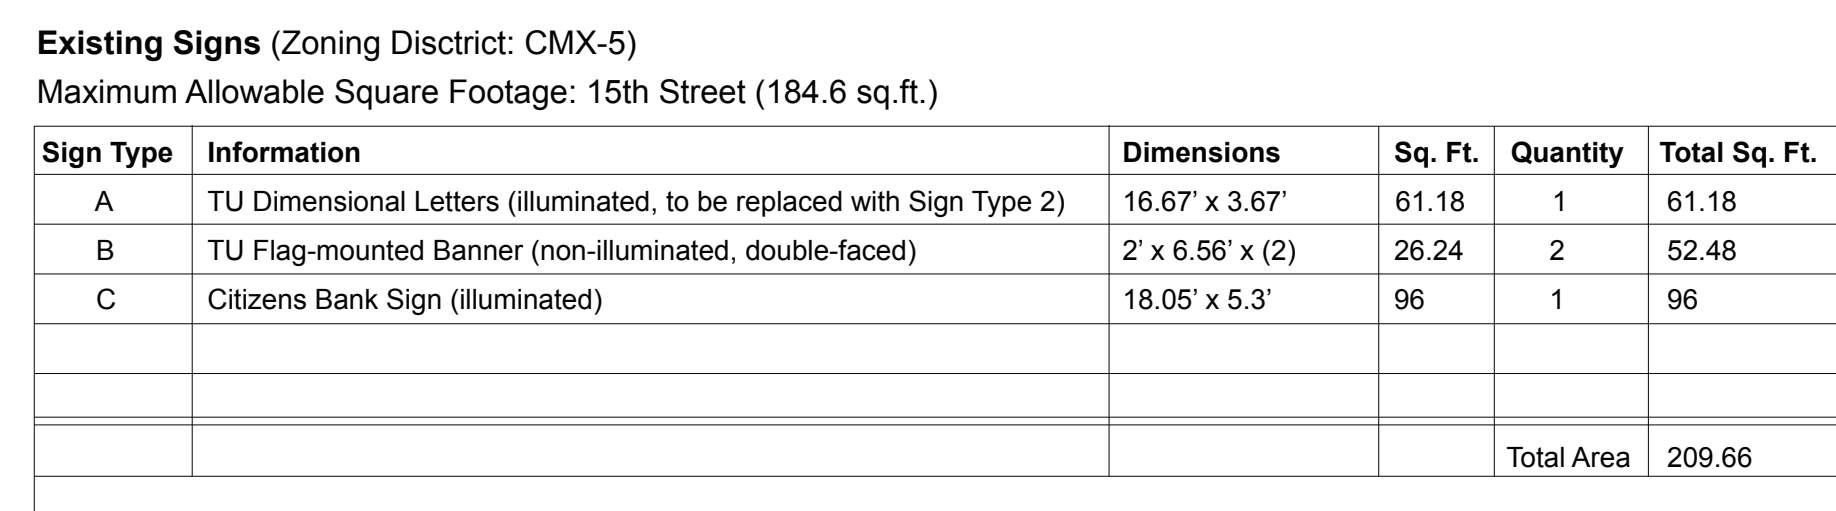 Existing Signs (Zoning Disctrict: CMX-5)
Maximum Allowable Square Footage: 15th Street (184.6 sq.ft.)
Sign Type Information Dimensions Sq. Ft. Quantity Total Sq. Ft.
A TU Dimensional Letters (illuminated, to be replaced with Sign Type 2) 16.67’ x 3.67’ 61.18 1 61.18
B TU Flag-mounted Banner (non-illuminated, double-faced) 2’ x 6.56’ x (2) 26.24 2 52.48
C Citizens Bank Sign (illuminated) 18.05’ x 5.3’ 96 1 96
Total Area 209.66